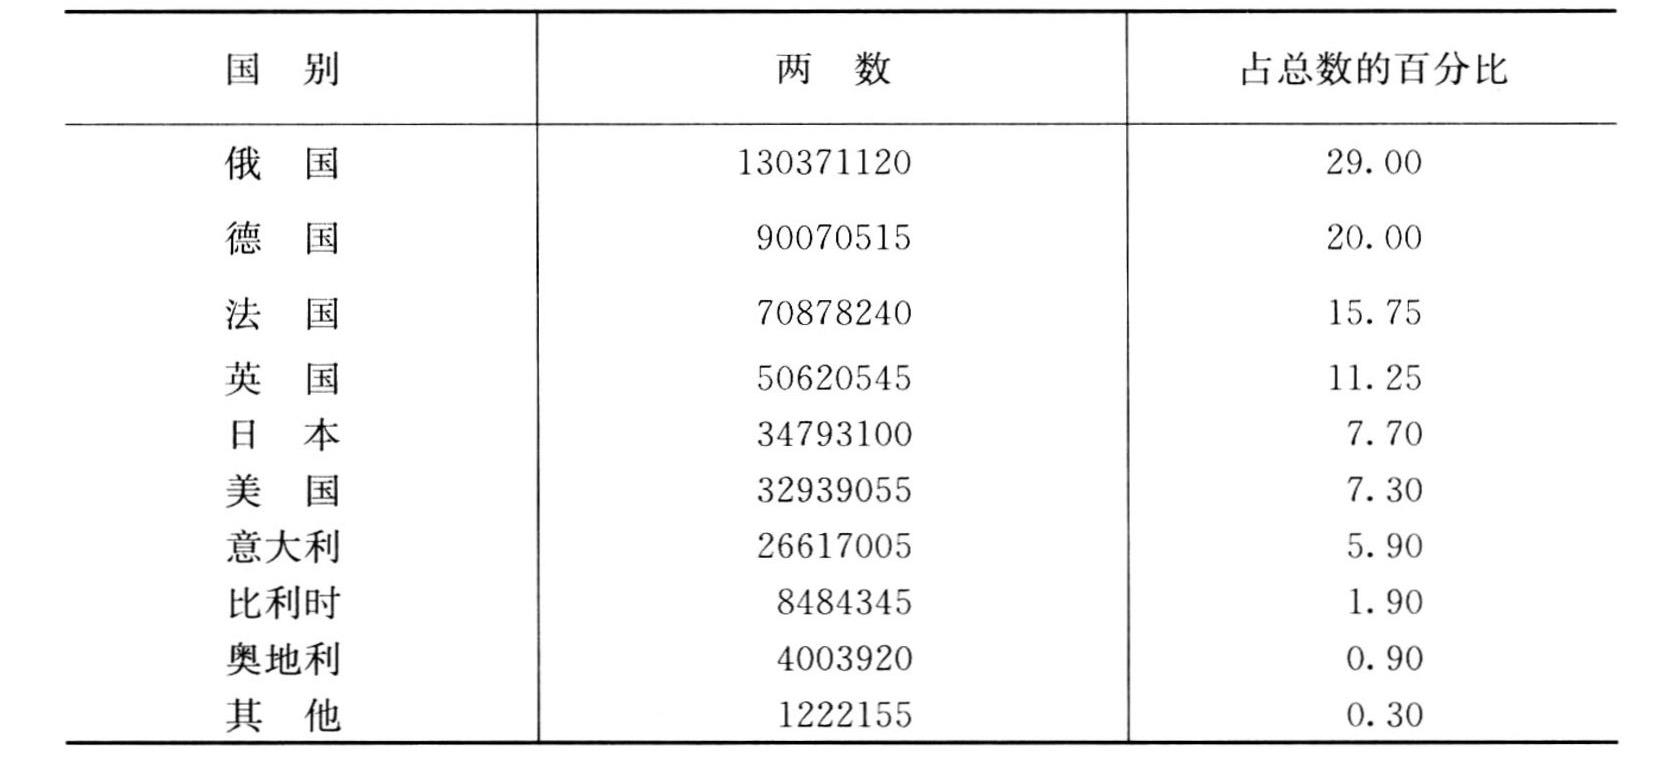 国 别 两 数 占总数的百分比
俄 国 130371120 29.00
德 国 90070515 20.00
法 国 70878240 15.75
英 国 50620545 11.25
日 本 34793100 7.70
美 国 32939055 7.30
意大利 26617005 5.90
比利时 8484345 1.90
奥地利 4003920 0.90
其 他 1222155 0.30